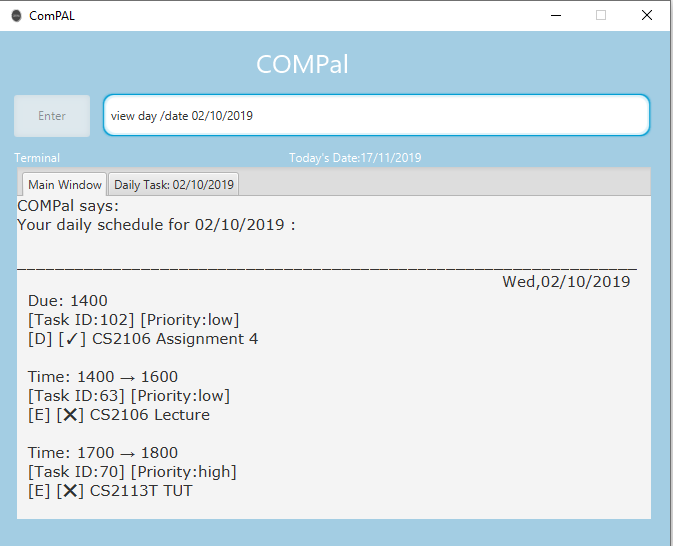 ComPAL
COMPal
Enter
view day /date 02/10/2019
Terminal
Today's Date:17/11/2019
Main Window
Daily Task: 02/10/2019
COMPal says:
Your daily schedule for 02/10/2019 :
_______________________________________________________________
Wed,02/10/2019
Due: 1400
[Task ID:102] [Priority:low]
[D] [✓] CS2106 Assignment 4
Time: 1400 → 1600
[Task ID:63] [Priority:low]
[E] [❌] CS2106 Lecture
Time: 1700 → 1800
[Task ID:70] [Priority:high]
[E] [❌] CS2113T TUT